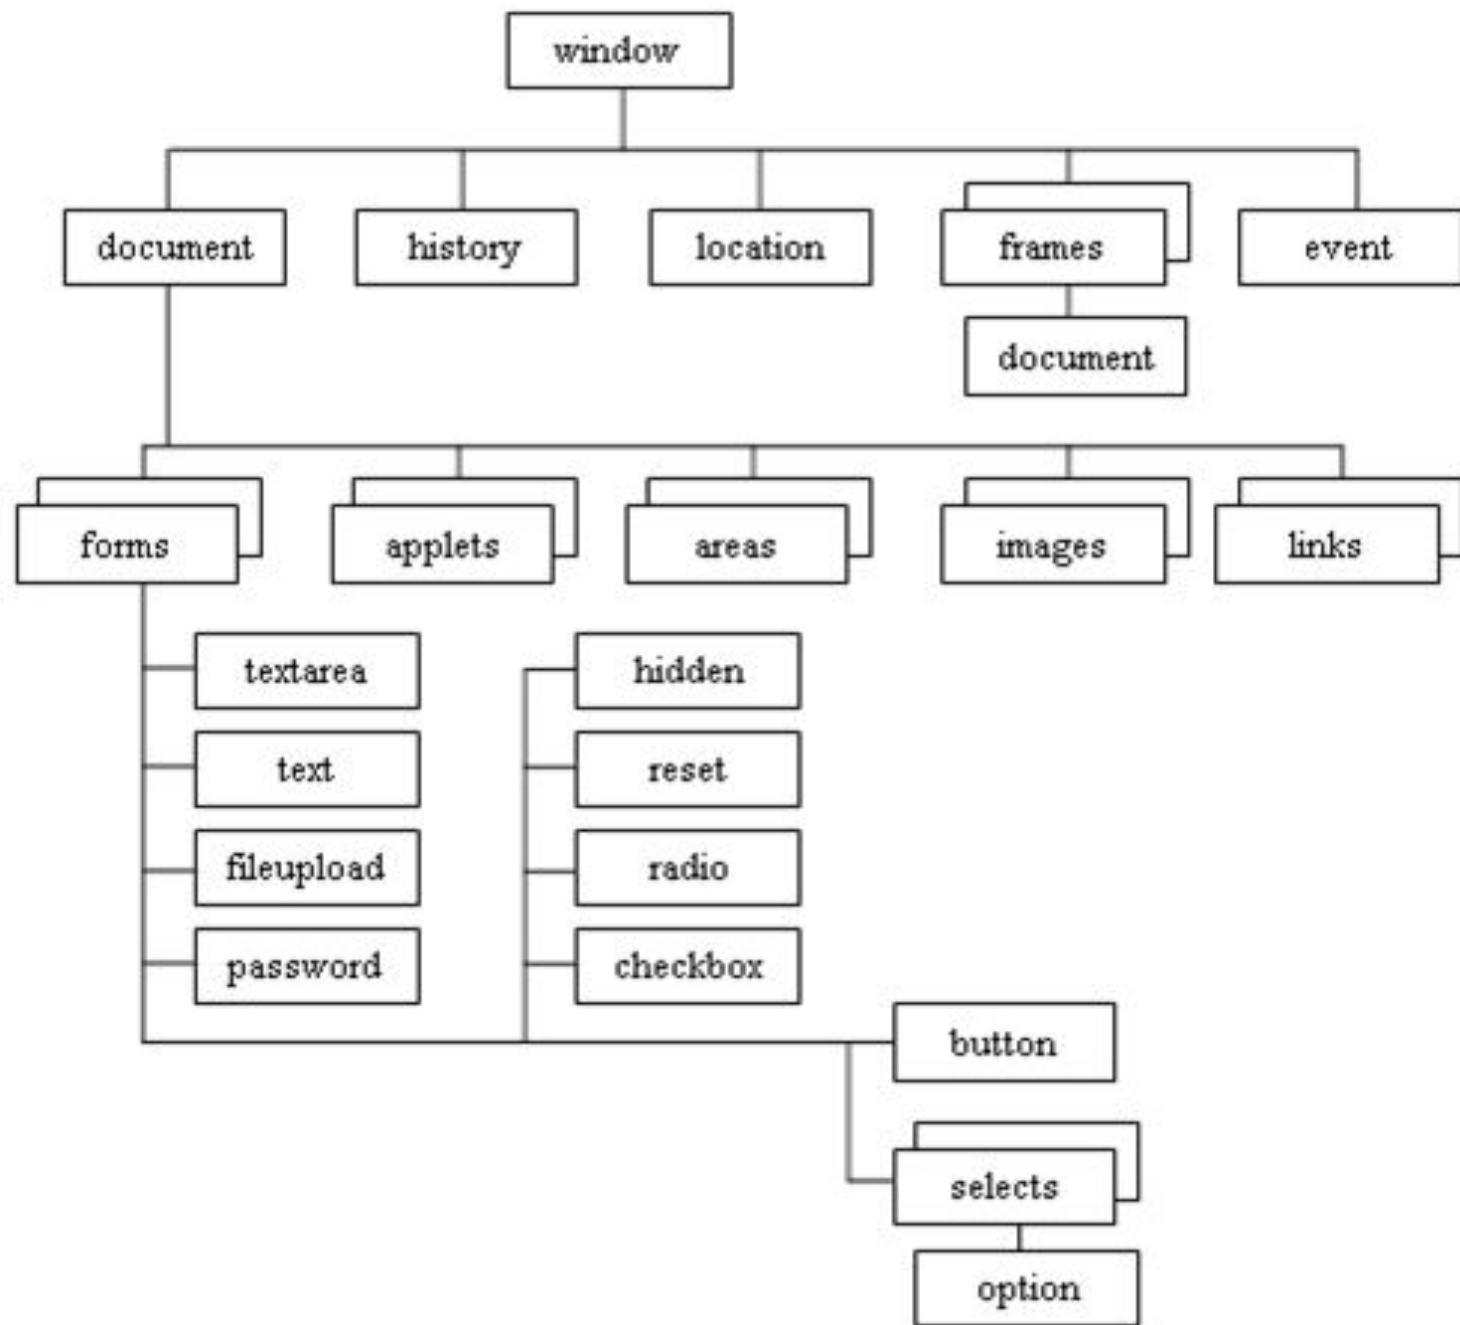 window
document
history
location
frames
event
document
forms
applets
areas
images
links
textarea
hidden
text
reset
fileupload
radio
password
checkbox
button
selects
option